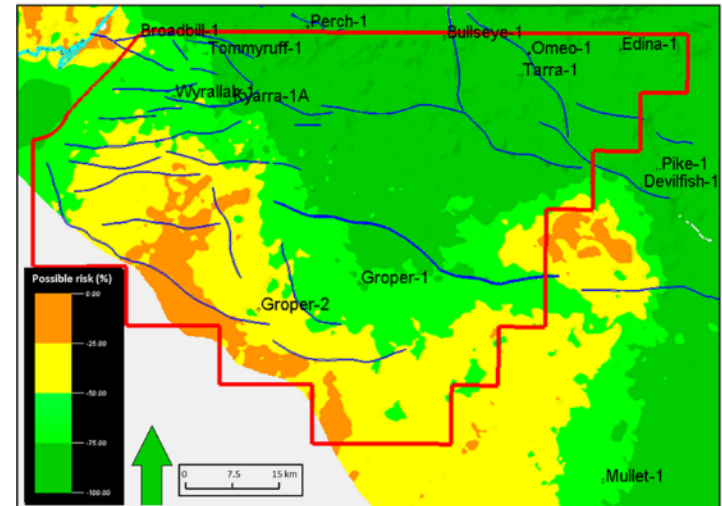 Perch-1
Broadbill-1
Bullseye-1
Tommyruff-1
Omeo-1
Edina-1
Tarra-1
Wyrallah-1
Kyarra-1A
Pike-1
Devilfish-1
Groper-1
Possible risk (%)
0.00
-25.00
-50.00
-75.00
-100.00
Groper-2
Mullet-1
0 7.5 15 km